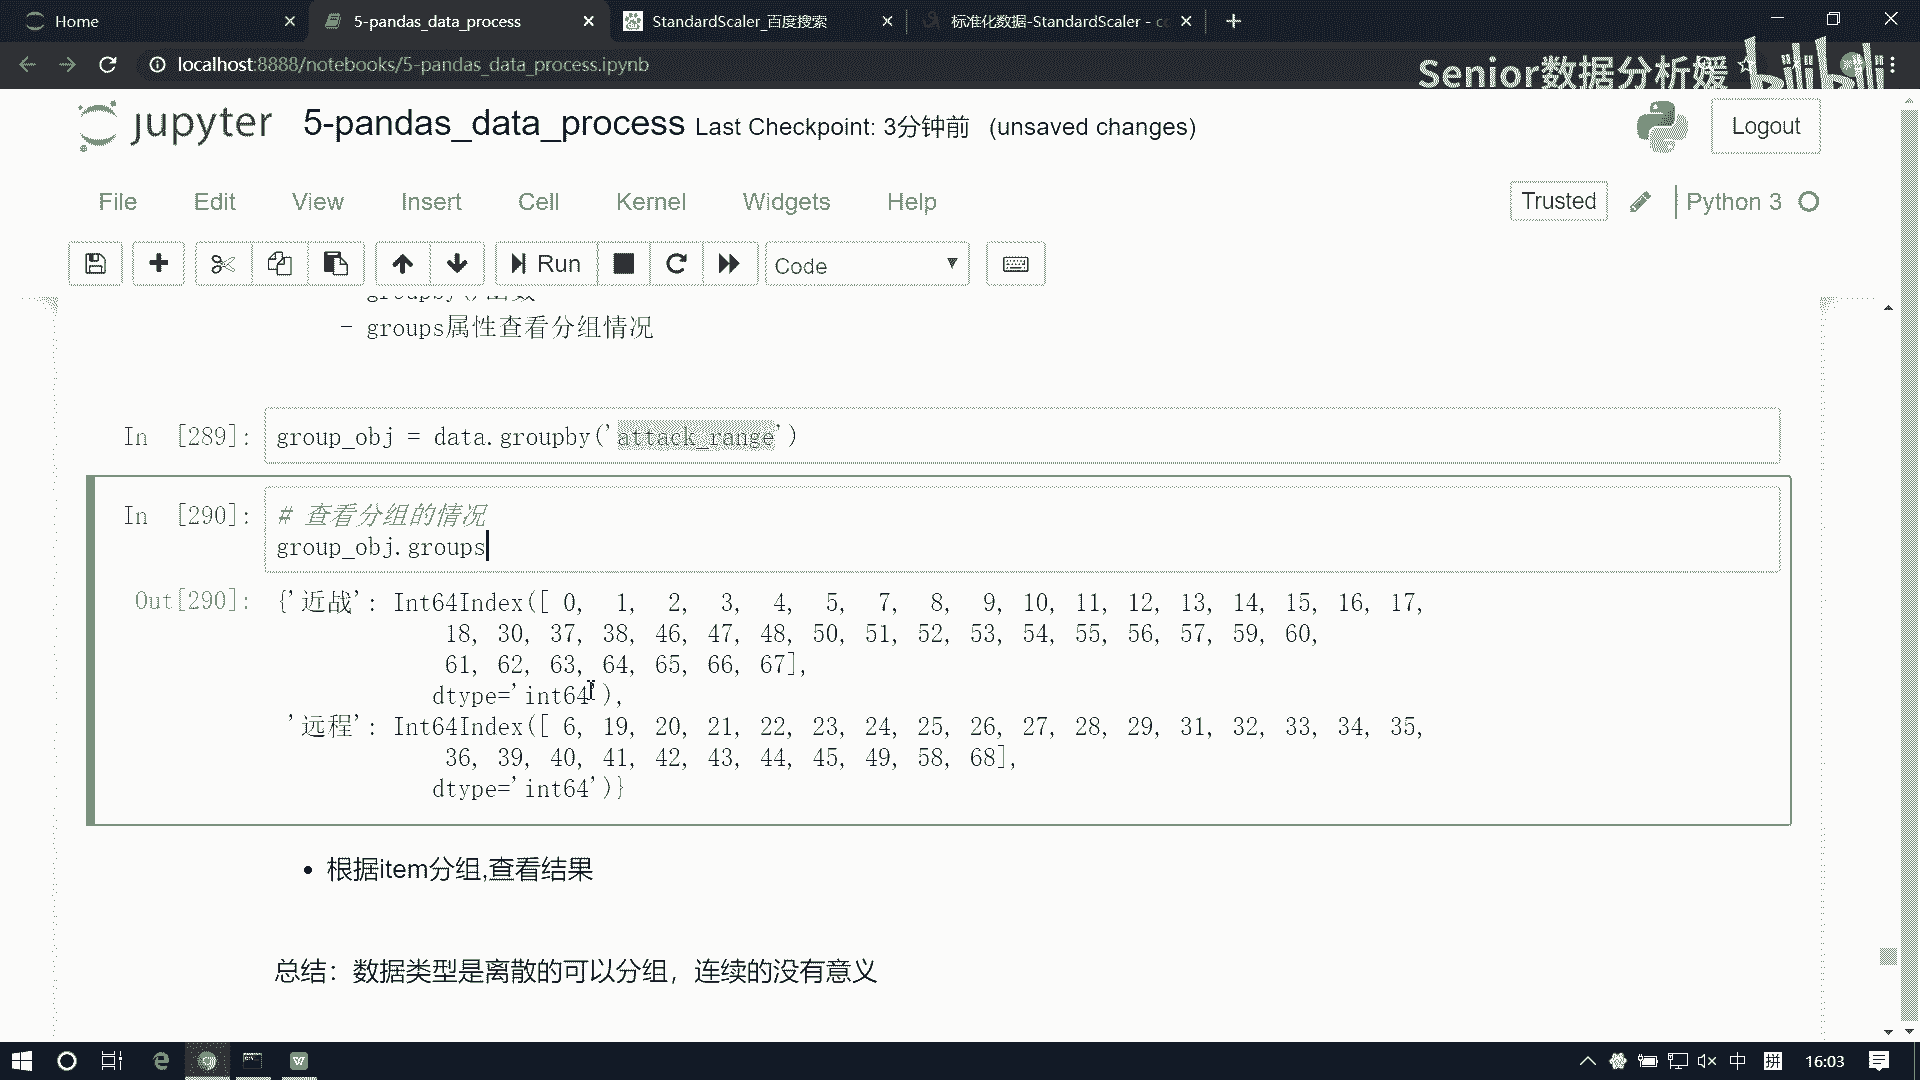 Home
5-pandas_data_process
StandardScaler_百度搜索
标准化数据-StandardScaler - c
localhost:8888/notebooks/5-pandas_data_process.ipynb
Senior数据分析媛
bilibili
jupyter 5-pandas_data_process Last Checkpoint: 3分钟前 (unsaved changes)
Logout
File Edit View Insert Cell Kernel Widgets Help
Trusted Python 3
Run Code
- groups属性查看分组情况
In [289]: group_obj = data.groupby('attack_range')
In [290]: # 查看分组的情况
group_obj.groups
Out[290]: {'近战': Int64Index([ 0, 1, 2, 3, 4, 5, 7, 8, 9, 10, 11, 12, 13, 14, 15, 16, 17,
18, 30, 37, 38, 46, 47, 48, 50, 51, 52, 53, 54, 55, 56, 57, 59, 60,
61, 62, 63, 64, 65, 66, 67],
dtype='int64'),
'远程': Int64Index([ 6, 19, 20, 21, 22, 23, 24, 25, 26, 27, 28, 29, 31, 32, 33, 34, 35,
36, 39, 40, 41, 42, 43, 44, 45, 49, 58, 68],
dtype='int64')}
• 根据item分组,查看结果
总结：数据类型是离散的可以分组，连续的没有意义
中 拼 16:03